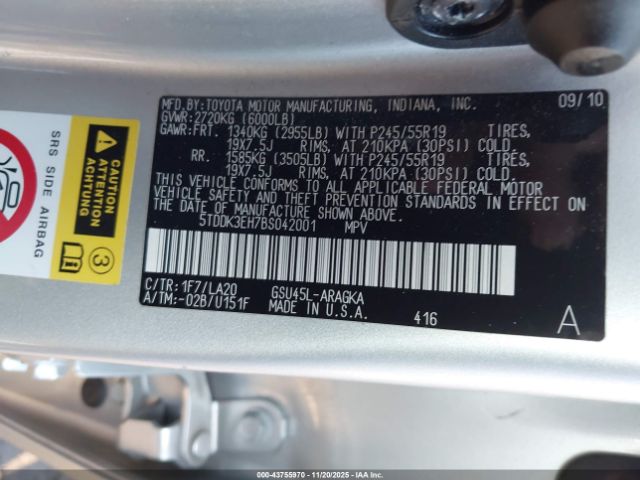 MFD.BY:TOYOTA MOTOR MANUFACTURING, INDIANA, INC. 09/10
GVWR:2720KG (6000LB)
GAWR:FRT. 1340KG (2955LB) WITH P245/55R19 TIRES,
19X7.5J RIMS, AT 210KPA (30PSI) COLD.
RR. 1585KG (3505LB) WITH P245/55R19 TIRES,
19X7.5J RIMS, AT 210KPA (30PSI) COLD.
THIS VEHICLE CONFORMS TO ALL APPLICABLE FEDERAL MOTOR
VEHICLE SAFETY AND THEFT PREVENTION STANDARDS IN EFFECT ON
THE DATE OF MANUFACTURE SHOWN ABOVE.
5TDDK3EH7BS042001 MPV
C/TR:1F7/LA20 GSU45L-ARAGKA
A/TM:-02B/U151F MADE IN U.S.A. 416 A
SRS SIDE AIRBAG
CAUTION
ATTENTION
ACHTUNG
3
000-43755970 - 11/20/2025 - IAAI.COM